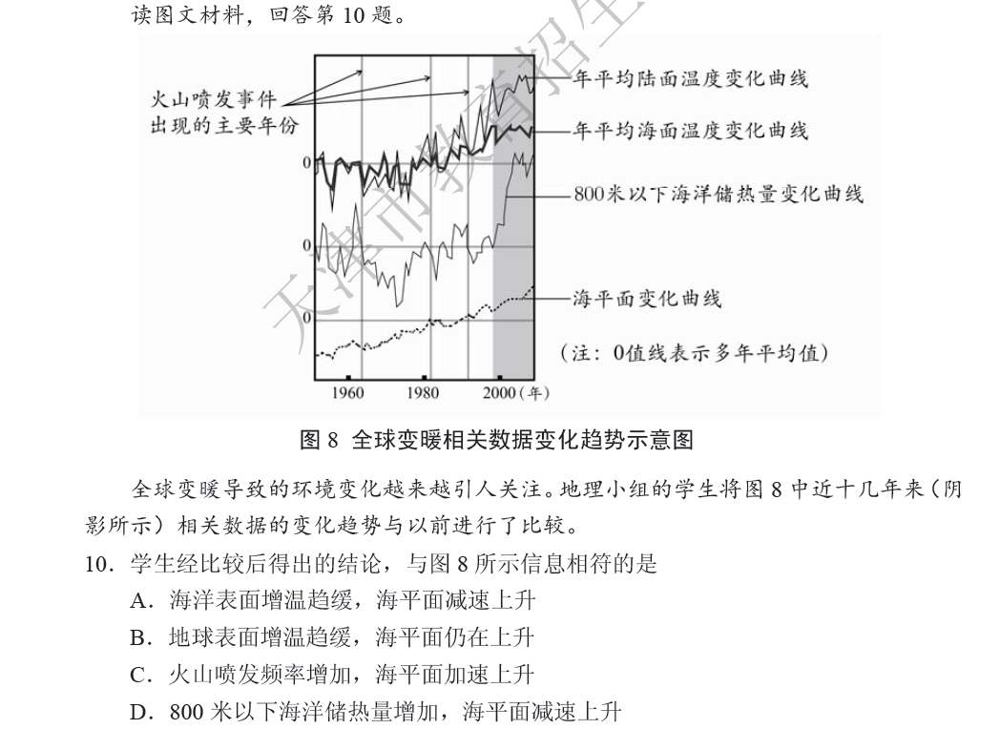 读图文材料，回答第 10 题。
火山喷发事件
出现的主要年份
年平均陆面温度变化曲线
年平均海面温度变化曲线
0
800米以下海洋储热量变化曲线
0
海平面变化曲线
0
（注：0值线表示多年平均值）
1960 1980 2000（年）
图 8 全球变暖相关数据变化趋势示意图
全球变暖导致的环境变化越来越引人关注。地理小组的学生将图 8 中近十几年来（阴
影所示）相关数据的变化趋势与以前进行了比较。
10．学生经比较后得出的结论，与图 8 所示信息相符的是
A．海洋表面增温趋缓，海平面减速上升
B．地球表面增温趋缓，海平面仍在上升
C．火山喷发频率增加，海平面加速上升
D．800 米以下海洋储热量增加，海平面减速上升
天津市教育招生